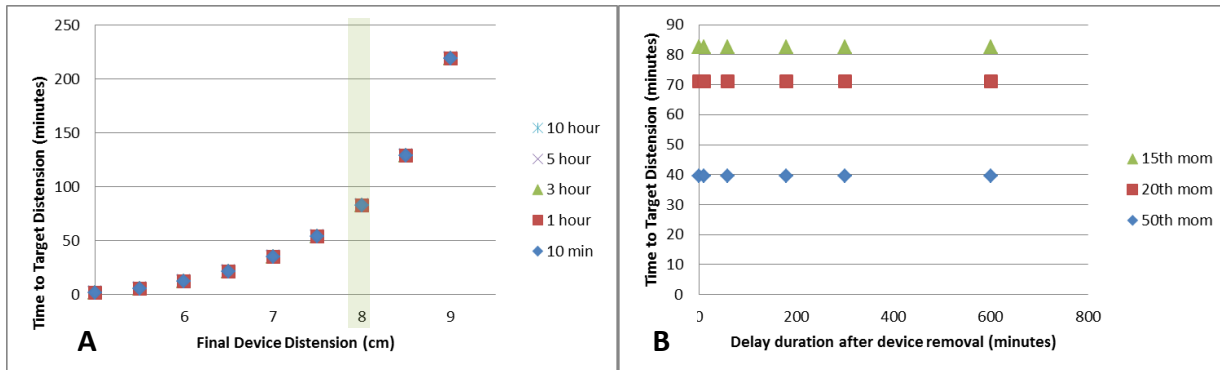 Time to Target Distension (minutes)
250
200
150
100
50
0
6
7
8
9
Final Device Distension (cm)
A
10 hour
5 hour
3 hour
1 hour
10 min
Time to Target Distension (minutes)
90
80
70
60
50
40
30
20
10
0
0
200
400
600
800
Delay duration after device removal (minutes)
B
15th mom
20th mom
50th mom